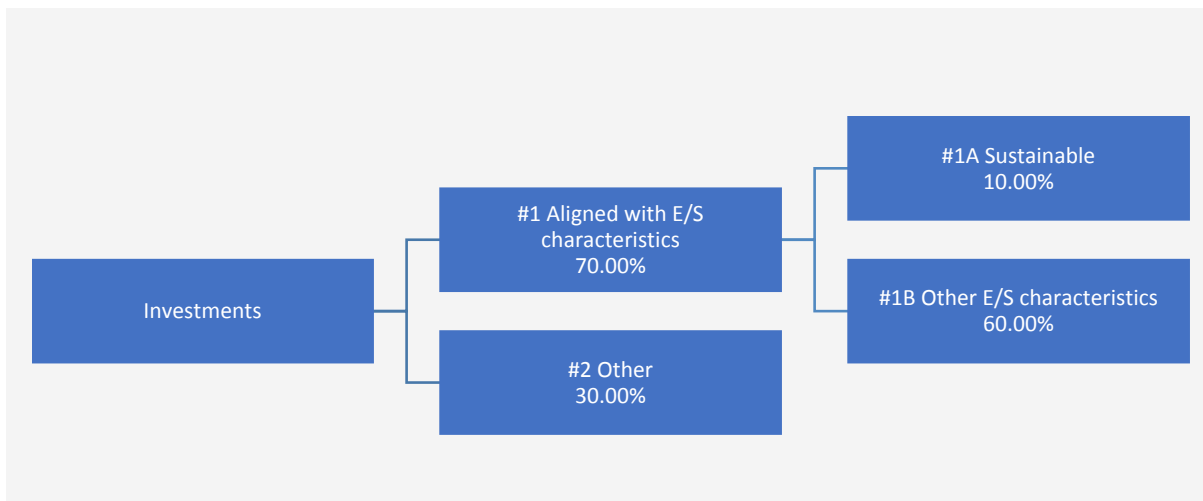 Investments
#1 Aligned with E/S
characteristics
70.00%
#2 Other
30.00%
#1A Sustainable
10.00%
#1B Other E/S characteristics
60.00%